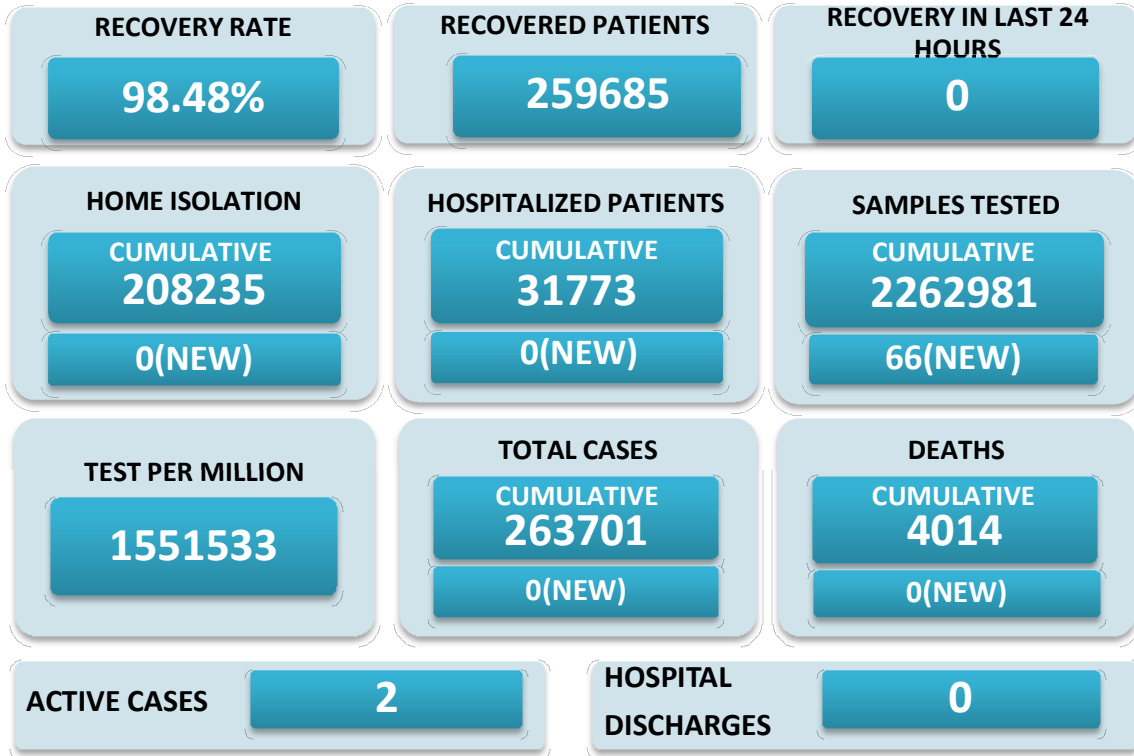 RECOVERY RATE
98.48%
RECOVERED PATIENTS
259685
RECOVERY IN LAST 24
HOURS
0
HOME ISOLATION
CUMULATIVE
208235
0(NEW)
HOSPITALIZED PATIENTS
CUMULATIVE
31773
0(NEW)
SAMPLES TESTED
CUMULATIVE
2262981
66(NEW)
TEST PER MILLION
1551533
TOTAL CASES
CUMULATIVE
263701
0(NEW)
DEATHS
CUMULATIVE
4014
0(NEW)
ACTIVE CASES
2
HOSPITAL
DISCHARGES
0